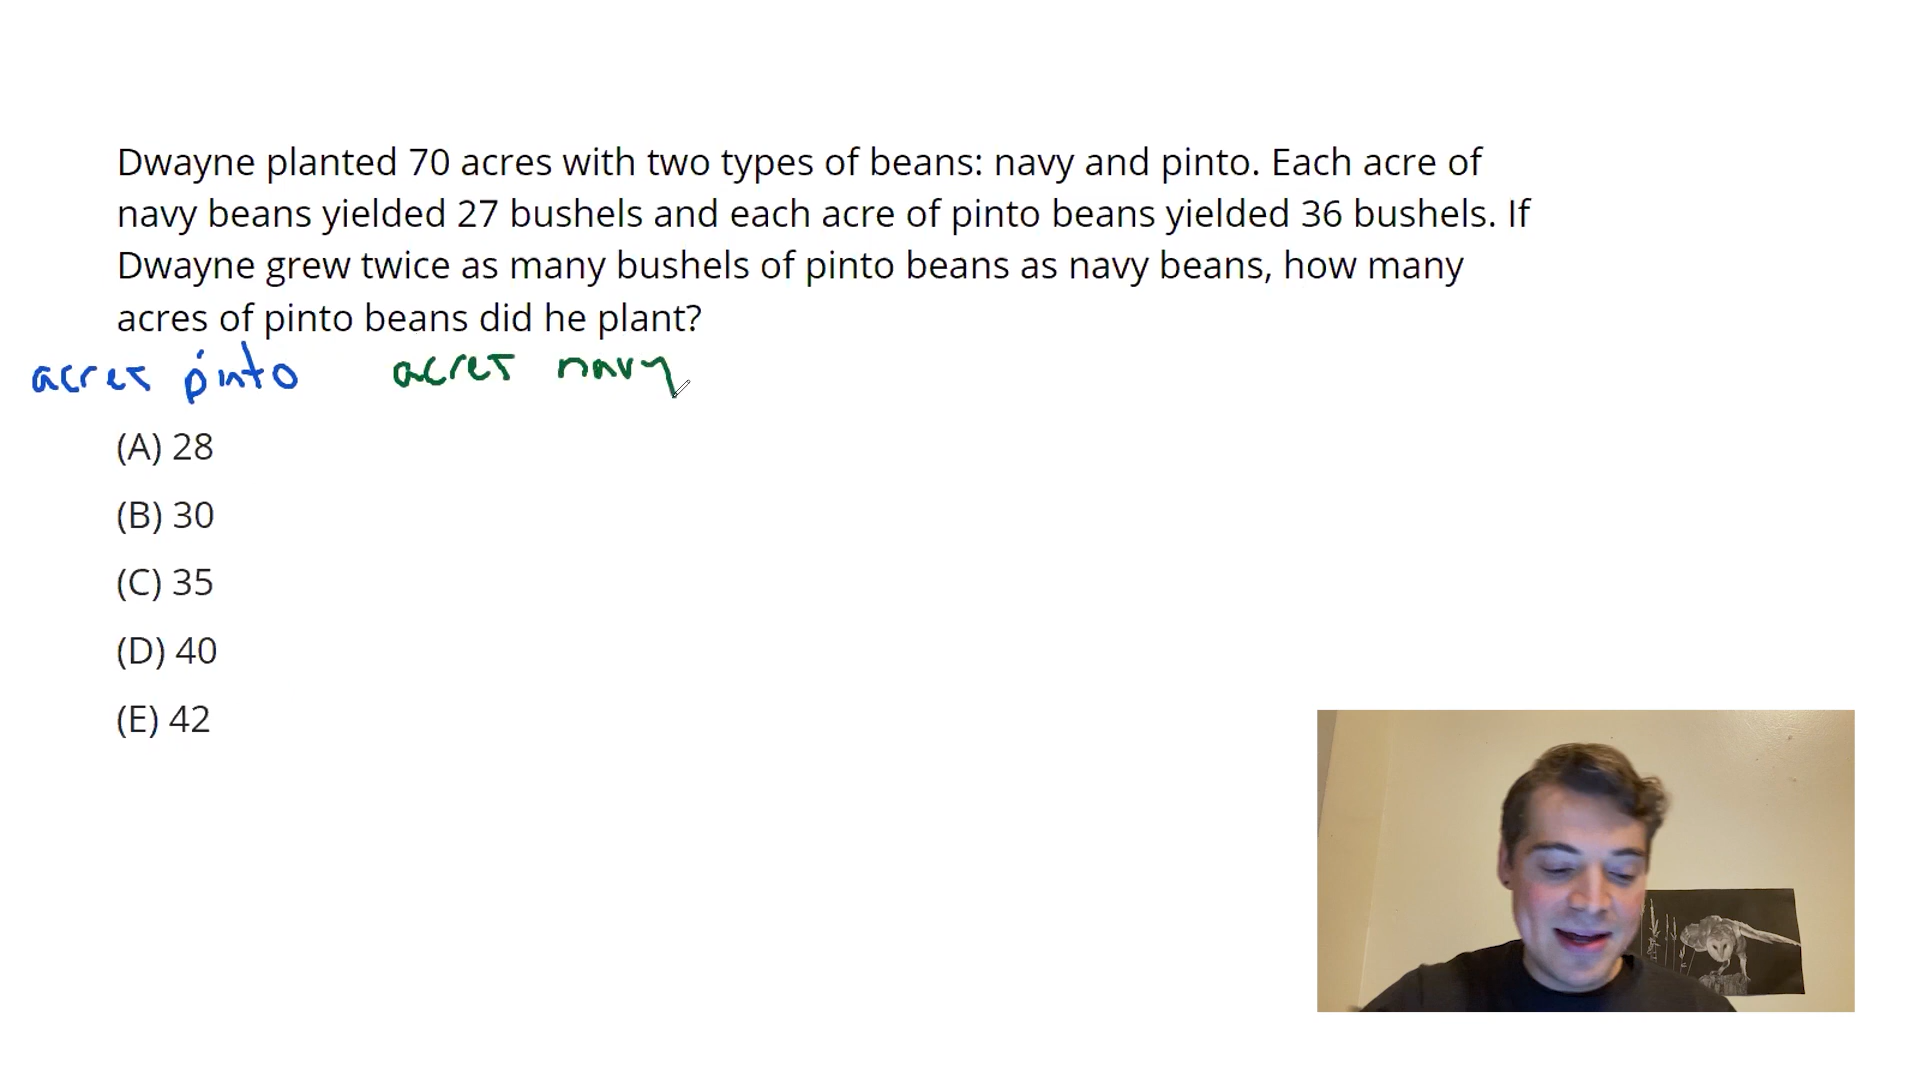 Dwayne planted 70 acres with two types of beans: navy and pinto. Each acre of
navy beans yielded 27 bushels and each acre of pinto beans yielded 36 bushels. If
Dwayne grew twice as many bushels of pinto beans as navy beans, how many
acres of pinto beans did he plant?
acres pinto acres navy
(A) 28
(B) 30
(C) 35
(D) 40
(E) 42